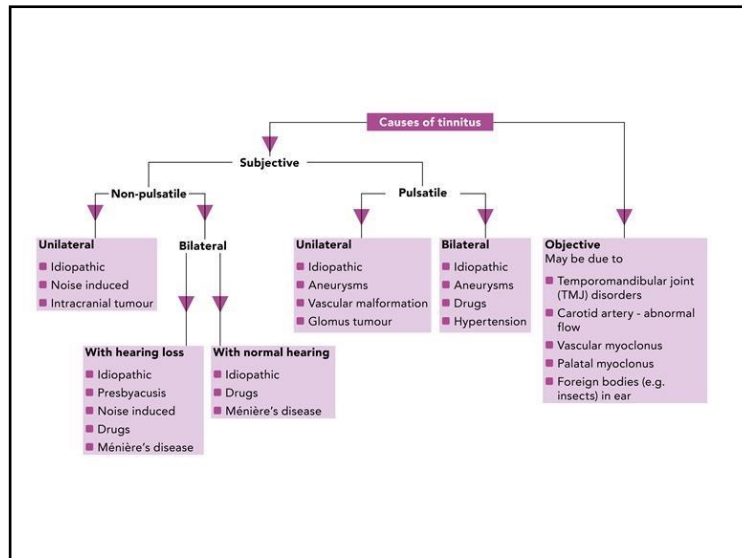 Causes of tinnitus
Subjective
Non-pulsatile
Pulsatile
Unilateral
Idiopathic
Noise induced
Intracranial tumour
Bilateral
With hearing loss
Idiopathic
Presbyacusis
Noise induced
Drugs
Ménière's disease
With normal hearing
Idiopathic
Drugs
Ménière's disease
Unilateral
Idiopathic
Aneurysms
Vascular malformation
Glomus tumour
Bilateral
Idiopathic
Aneurysms
Drugs
Hypertension
Objective
May be due to
Temporomandibular joint
(TMJ) disorders
Carotid artery - abnormal
flow
Vascular myoclonus
Palatal myoclonus
Foreign bodies (e.g.
insects) in ear